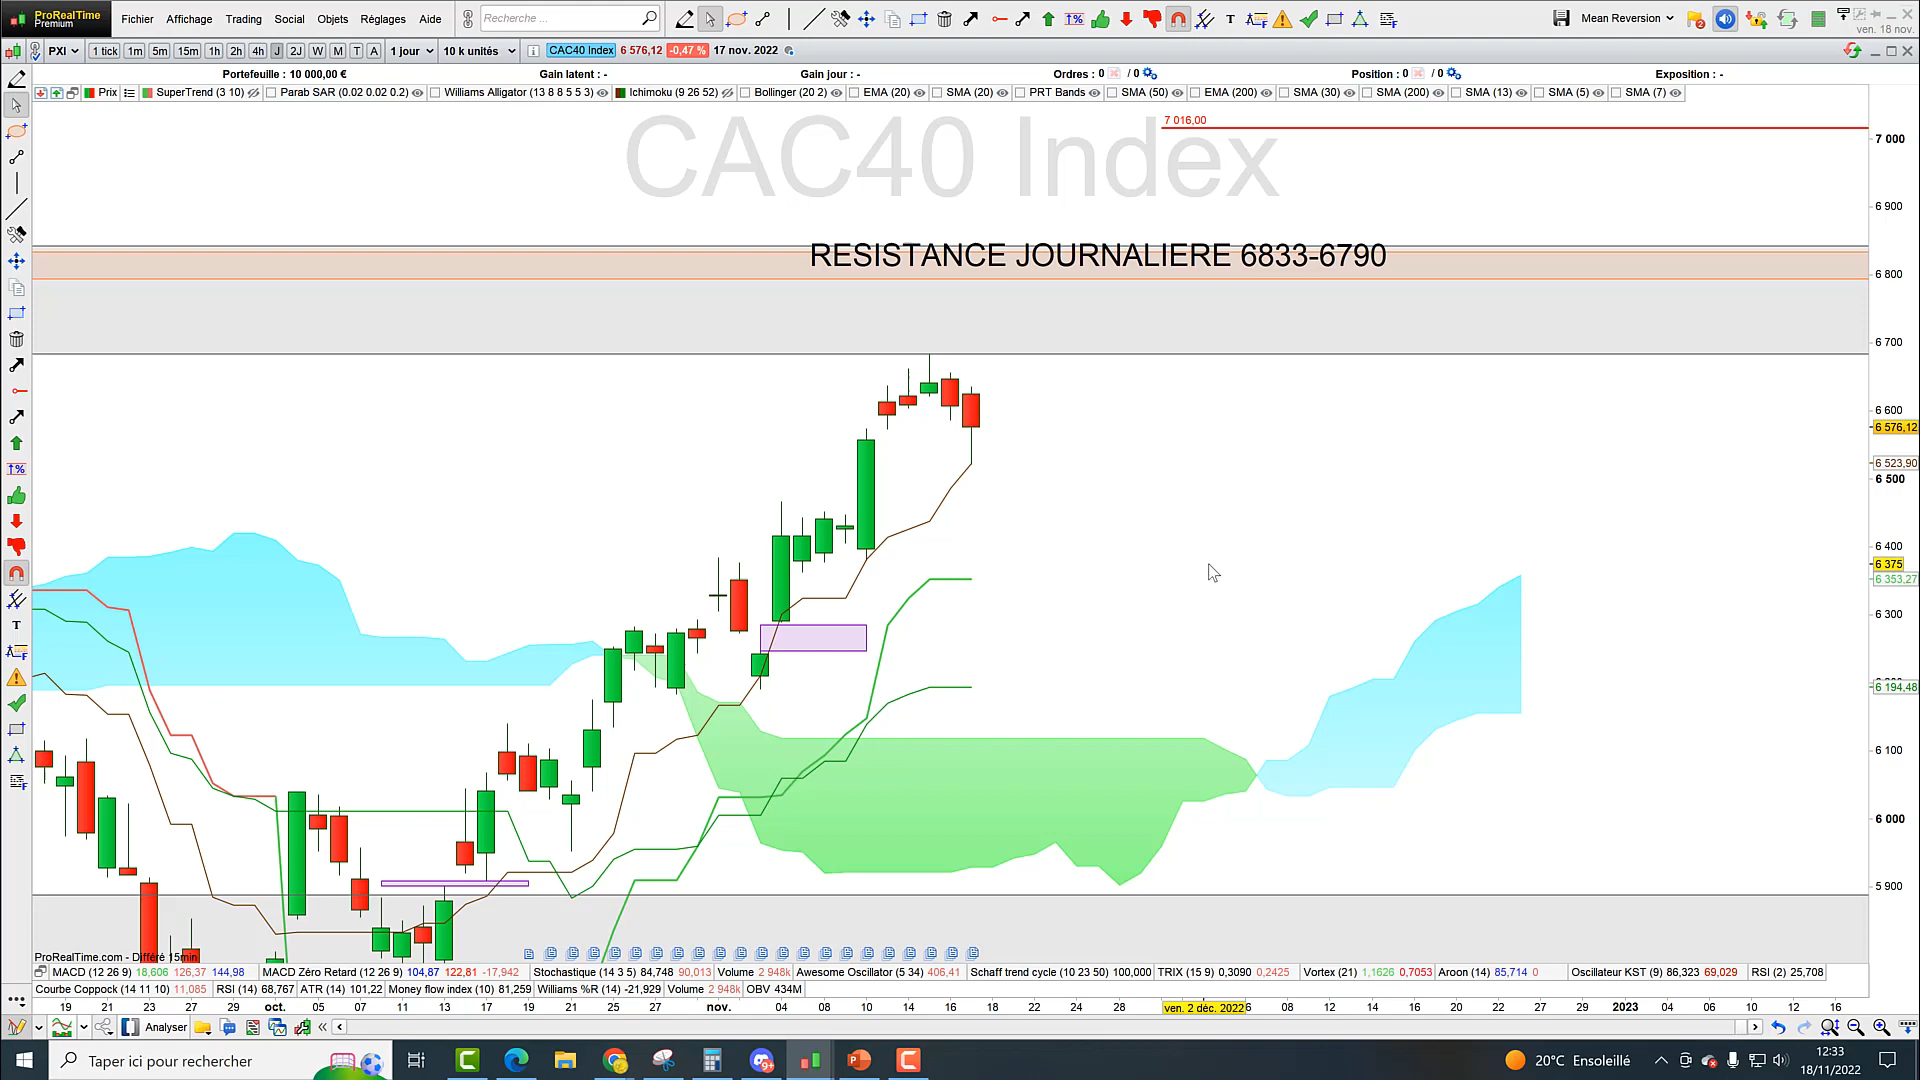 ProRealTime
Premium
Fichier Affichage Trading Social Objets Réglages Aide
Recherche ...
Mean Reversion
ven. 18 nov.
PXI 1 tick 1m 5m 15m 1h 2h 4h J 2J W M T A 1 jour 10 k unités CAC40 Index 6 576,12 -0,47 % 17 nov. 2022
Portefeuille : 10 000,00 € Gain latent : - Gain jour : - Ordres : 0 / 0 Position : 0 / 0 Exposition : -
Prix SuperTrend (3 10) Parab SAR (0.02 0.02 0.2) Williams Alligator (13 8 8 5 5 3) Ichimoku (9 26 52) Bollinger (20 2) EMA (20) SMA (20) PRT Bands SMA (50) EMA (200) SMA (30) SMA (200) SMA (13) SMA (5) SMA (7)
CAC40 Index
7 016,00
7 000
6 900
RESISTANCE JOURNALIERE 6833-6790
6 800
6 700
6 600
6 576,12
6 523,90
6 500
6 400
6 375
6 353,27
6 300
6 194,48
6 100
6 000
5 900
ProRealTime.com - Différé 15min
MACD (12 26 9) 18,606 126,37 144,98 MACD Zéro Retard (12 26 9) 104,87 122,81 -17,942 Stochastique (14 3 5) 84,748 90,013 Volume 2 948k Awesome Oscillator (5 34) 406,41 Schaff trend cycle (10 23 50) 100,000 TRIX (15 9) 0,3090 0,2425 Vortex (21) 1,1626 0,7053 Aroon (14) 85,714 0 Oscillateur KST (9) 86,323 69,029 RSI (2) 25,708
Courbe Coppock (14 11 10) 11,085 RSI (14) 68,767 ATR (14) 101,22 Money flow index (10) 81,259 Williams %R (14) -21,929 Volume 2 948k OBV 434M
19 21 23 27 oct. 05 07 11 13 17 19 21 25 27 nov. 04 08 10 14 16 18 22 24 28 ven. 2 déc. 2022 6 08 12 14 16 20 22 27 29 2023 04 06 10 12 16
Analyser
Taper ici pour rechercher
20°C Ensoleillé
12:33
18/11/2022